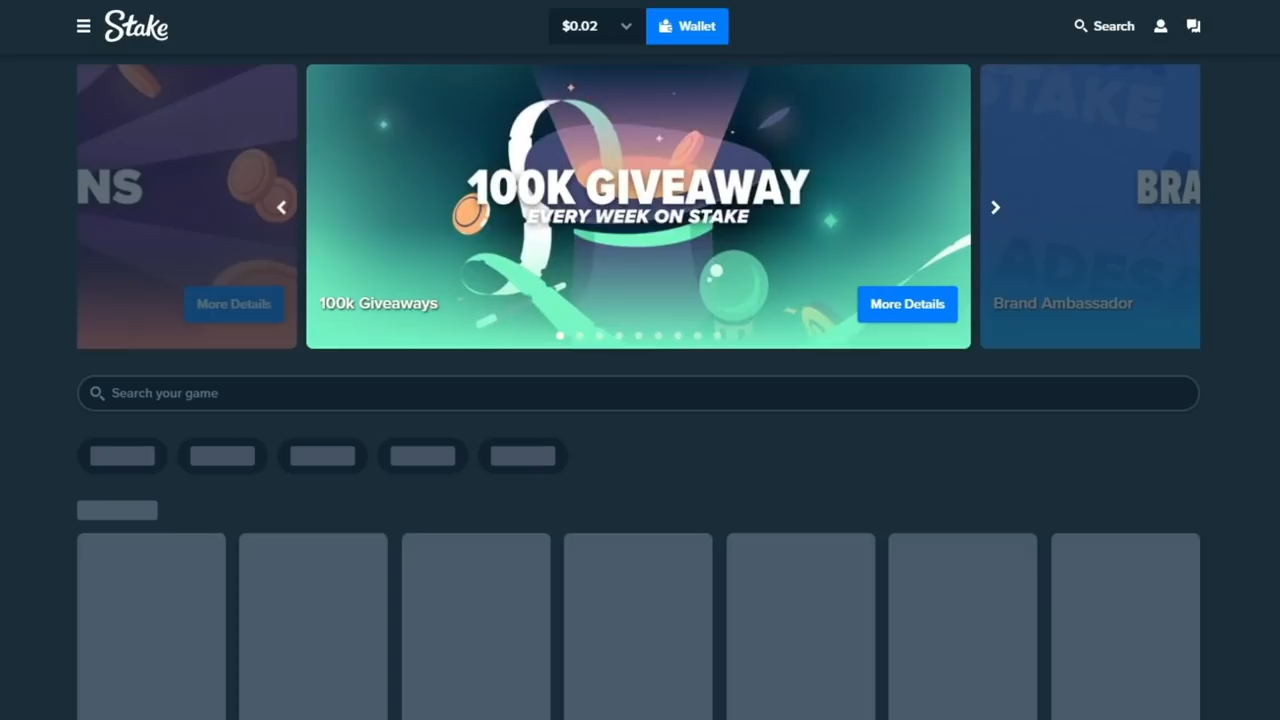 Stake
$0.02
Wallet
Search
NS
More Details
100K GIVEAWAY
EVERY WEEK ON STAKE
100k Giveaways
More Details
STAKE
BRA
Brand Ambassador
Search your game